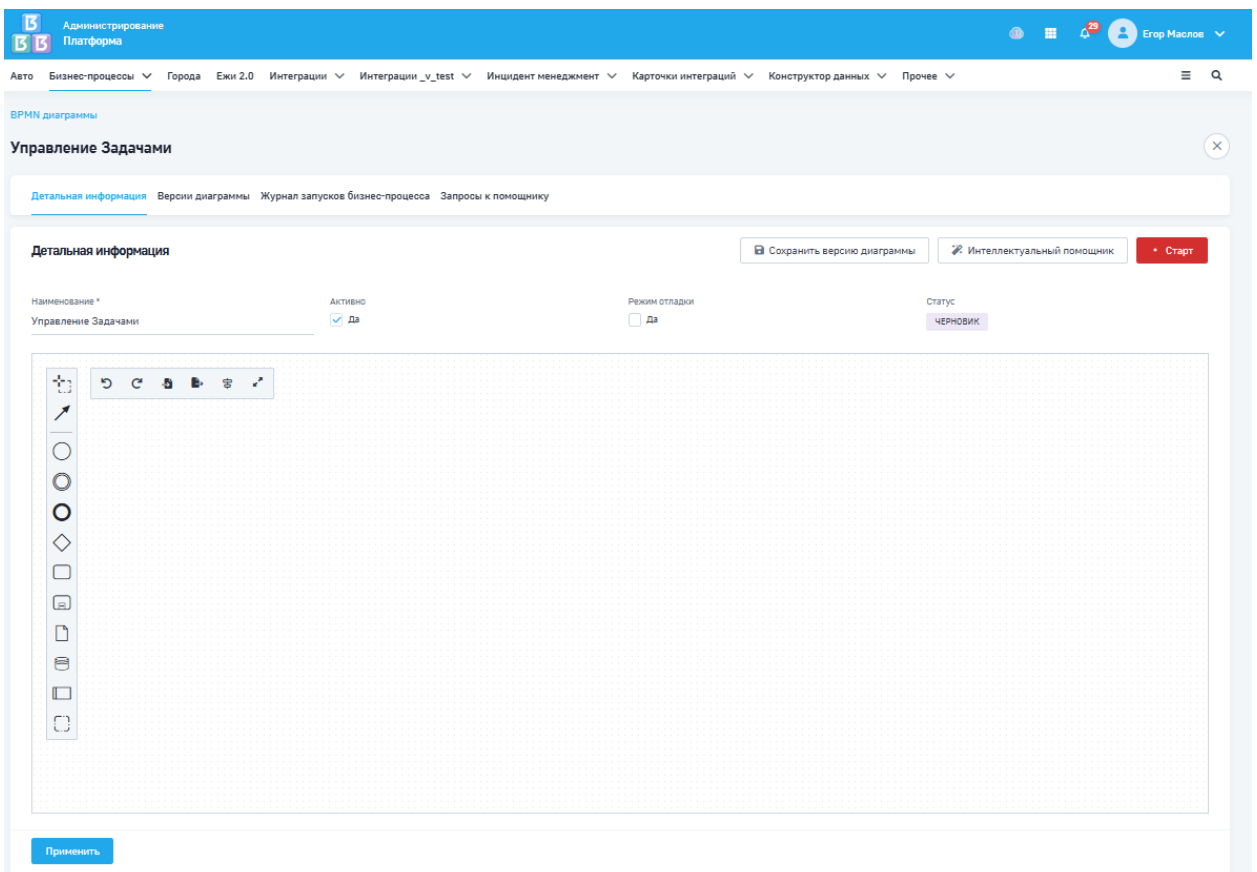 Администрирование
Платформа
29
Егор Маслов
Авто Бизнес-процессы Города Ежи 2.0 Интеграции Интеграции _v_test Инцидент менеджмент Карточки интеграций Конструктор данных Прочее
BPMN диаграммы
Управление Задачами
Детальная информация Версии диаграммы Журнал запусков бизнес-процесса Запросы к помощнику
Детальная информация
Сохранить версию диаграммы
Интеллектуальный помощник
Старт
Наименование * Активно Режим отладки Статус
Управление Задачами Да Да ЧЕРНОВИК
Применить